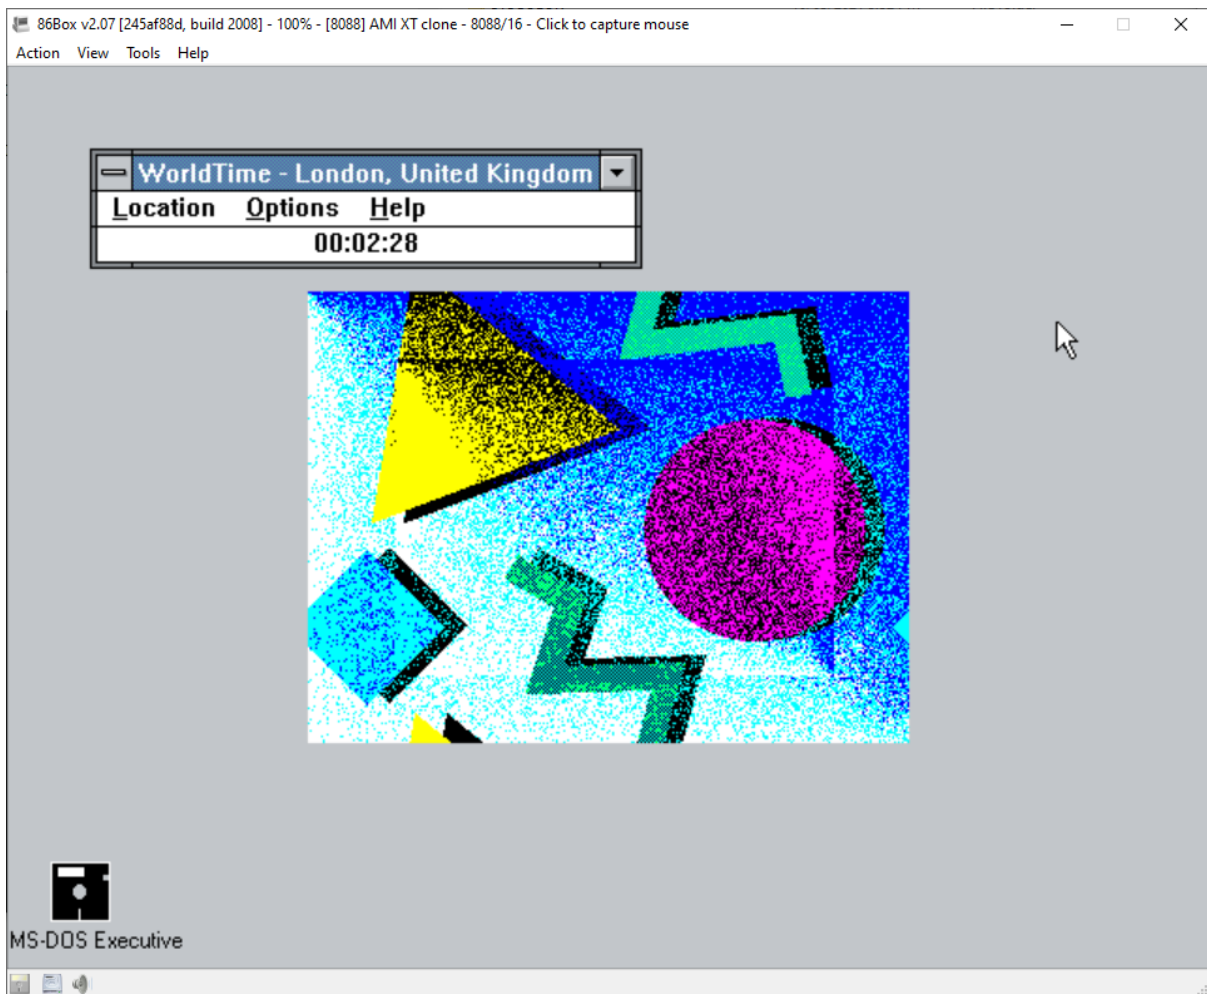 86Box v2.07 [245af88d, build 2008] - 100% - [8088] AMI XT clone - 8088/16 - Click to capture mouse
Action View Tools Help
WorldTime - London, United Kingdom
Location Options Help
00:02:28
MS-DOS Executive